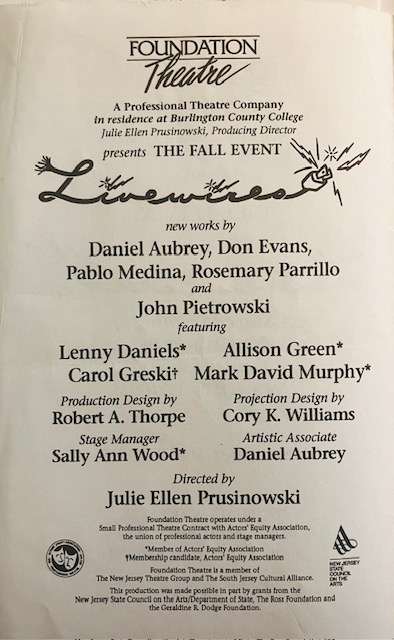 FOUNDATION
Theatre
A Professional Theatre Company
in residence at Burlington County College
Julie Ellen Prusinowski, Producing Director
presents THE FALL EVENT
Livewires
new works by
Daniel Aubrey, Don Evans,
Pablo Medina, Rosemary Parrillo
and
John Pietrowski
featuring
Lenny Daniels* Allison Green*
Carol Greski† Mark David Murphy*
Production Design by Projection Design by
Robert A. Thorpe Cory K. Williams
Stage Manager Artistic Associate
Sally Ann Wood* Daniel Aubrey
Directed by
Julie Ellen Prusinowski
Foundation Theatre operates under a
Small Professional Theatre Contract with Actors' Equity Association,
the union of professional actors and stage managers.
*Member of Actors' Equity Association
†Membership candidate, Actors' Equity Association
Foundation Theatre is a member of
The New Jersey Theatre Group and The South Jersey Cultural Alliance.
This production was made possible in part by grants from the
New Jersey State Council on the Arts/Department of State, The Ross Foundation and
the Geraldine R. Dodge Foundation.
NEW JERSEY
STATE
COUNCIL
ON THE
ARTS